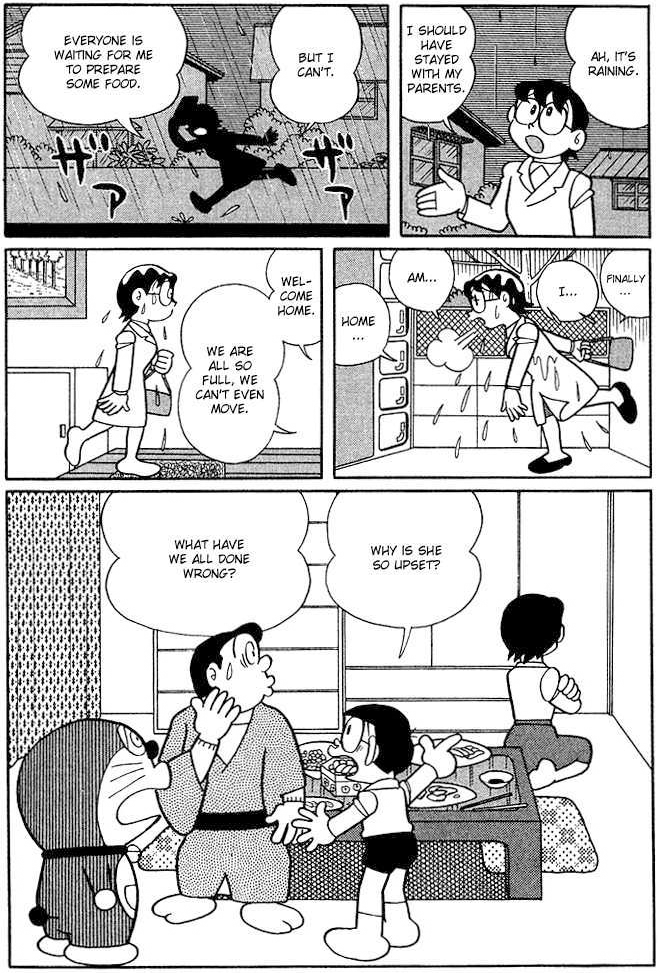 AH, IT'S
RAINING.
I SHOULD
HAVE
STAYED
WITH MY
PARENTS.
BUT I
CAN'T.
EVERYONE IS
WAITING FOR ME
TO PREPARE
SOME FOOD.
ザアア
ザア
FINALLY
...
I...
AM...
HOME
...
WEL-
COME
HOME.
WE ARE
ALL SO
FULL, WE
CAN'T EVEN
MOVE.
WHY IS SHE
SO UPSET?
WHAT HAVE
WE ALL DONE
WRONG?